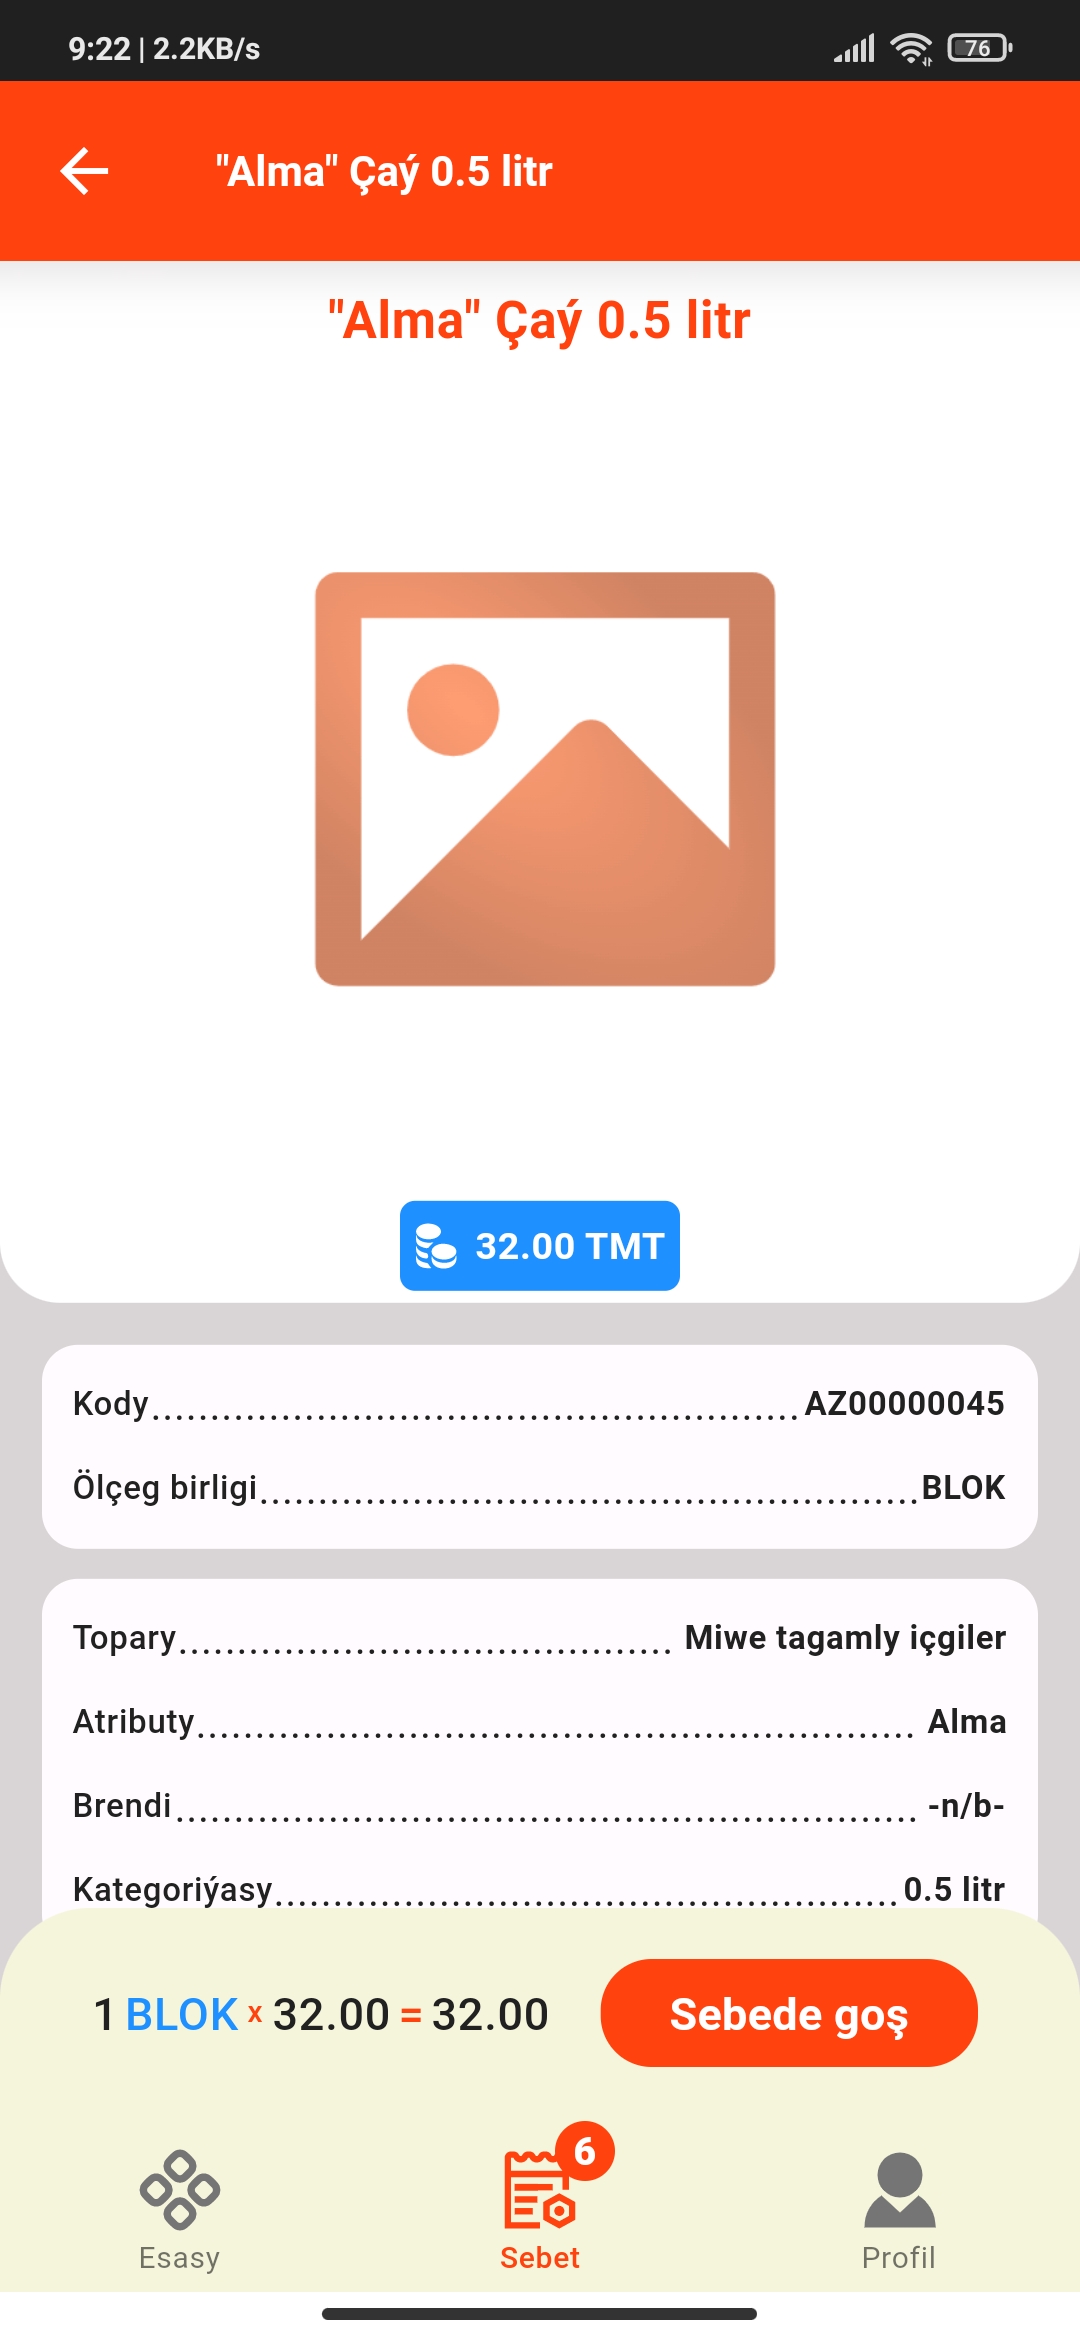 9:22 | 2.2KB/s 76
"Alma" Çaý 0.5 litr
"Alma" Çaý 0.5 litr
32.00 TMT
Kody AZ00000045
Ölçeg birligi BLOK
Topary Miwe tagamly içgiler
Atributy Alma
Brendi -n/b-
Kategoriýasy 0.5 litr
1 BLOK x 32.00 = 32.00 Sebede goş
6
Esasy Sebet Profil